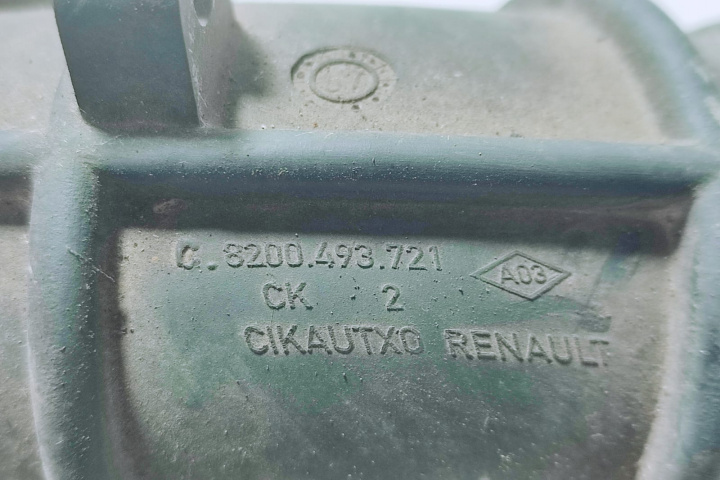 C.8200.493.721 A03
CK 2
CIKAUTXO RENAULT